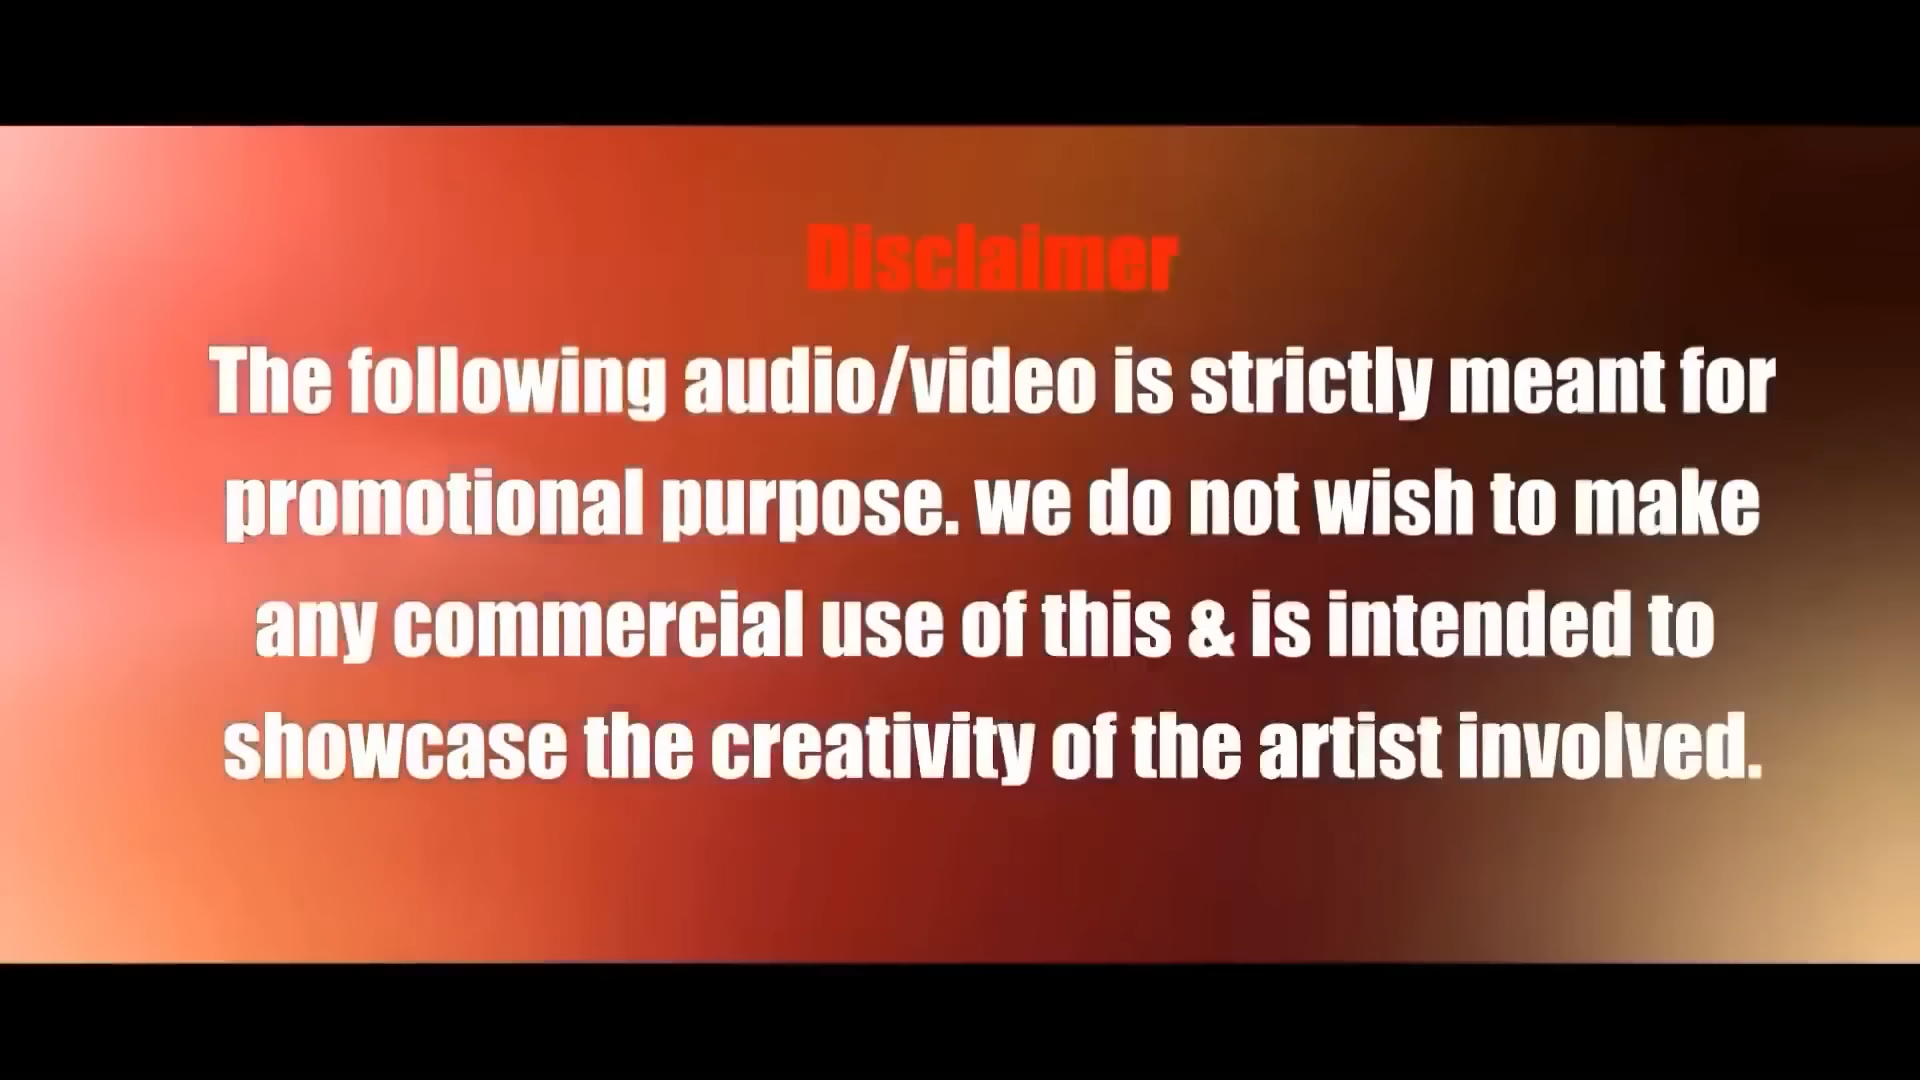 Disclaimer
The following audio/video is strictly meant for
promotional purpose. we do not wish to make
any commercial use of this & is intended to
showcase the creativity of the artist involved.